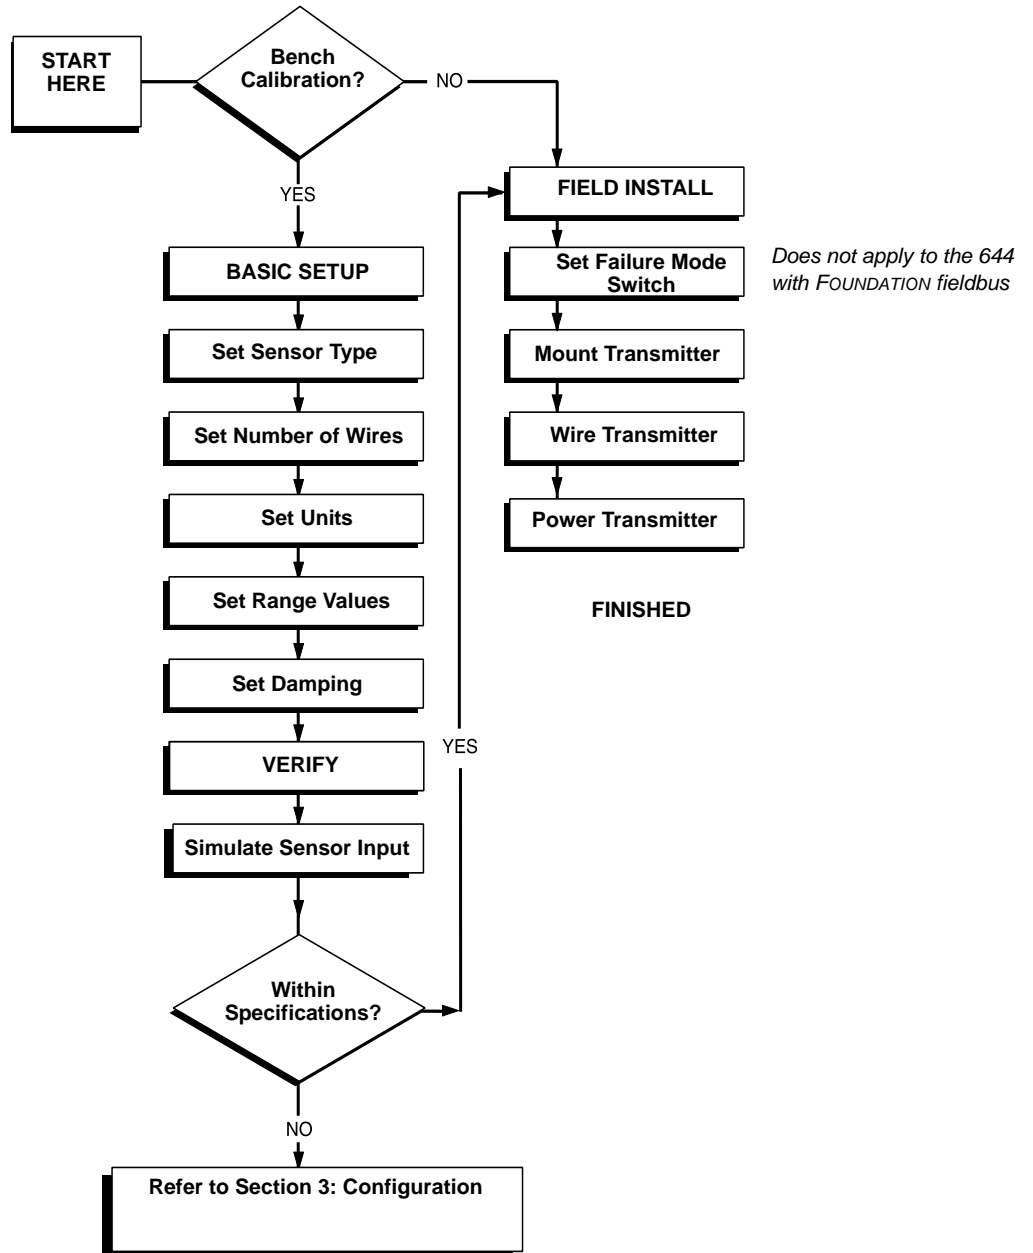 START
HERE
Bench
Calibration?
NO
YES
BASIC SETUP
Set Sensor Type
Set Number of Wires
Set Units
Set Range Values
Set Damping
VERIFY
Simulate Sensor Input
Within
Specifications?
YES
NO
Refer to Section 3: Configuration
FIELD INSTALL
Set Failure Mode
Switch
Does not apply to the 644
with FOUNDATION fieldbus
Mount Transmitter
Wire Transmitter
Power Transmitter
FINISHED